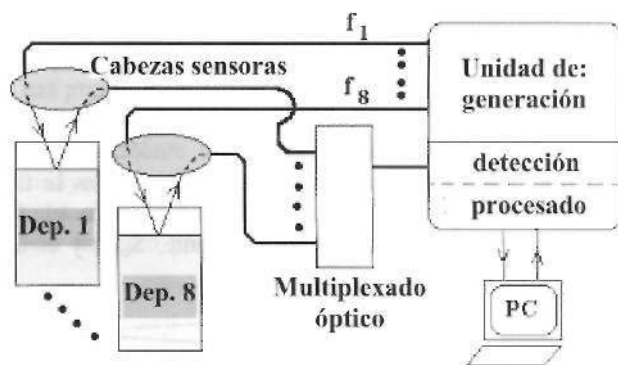 f1
Cabezas sensoras
f8
Unidad de:
generación
detección
procesado
Dep. 1
Dep. 8
Multiplexado
óptico
PC